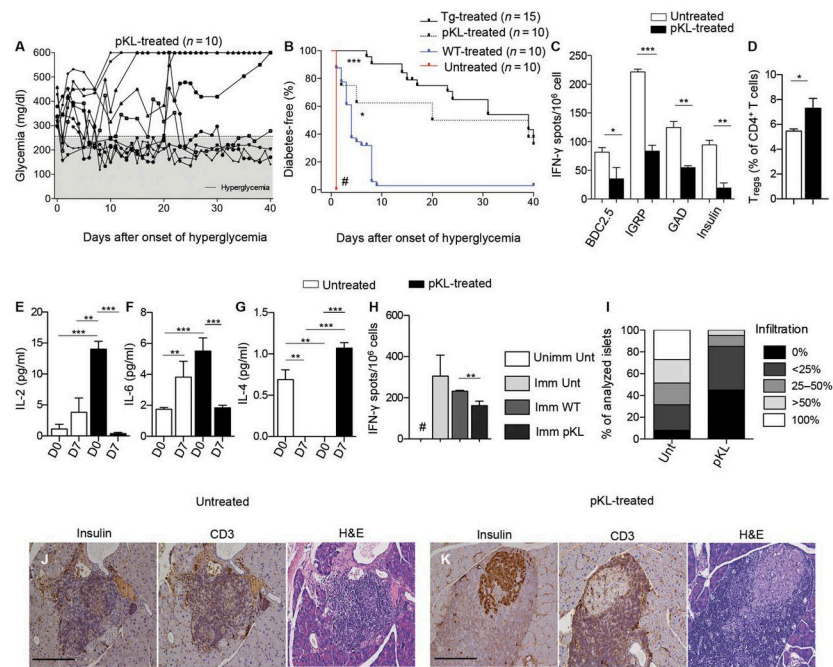 A
pKL-treated (n = 10)
Glycemia (mg/dl)
600
500
400
300
200
100
0
Hyperglycemia
0
10
20
30
40
Days after onset of hyperglycemia
B
Tg-treated (n = 15)
pKL-treated (n = 10)
WT-treated (n = 10)
Untreated (n = 10)
Diabetes-free (%)
100
80
60
40
20
0
***
*
#
0
10
20
30
40
Days after onset of hyperglycemia
C
Untreated
pKL-treated
IFN-γ spots/10⁶ cell
250
200
150
100
50
0
*
***
**
**
BDC2.5
IGRP
GAD
Insulin
D
Tregs (% of CD4⁺ T cells)
10
8
6
4
2
0
*
Untreated
pKL-treated
E
IL-2 (pg/ml)
20
15
10
5
0
**
***
***
D0
D7
D0
D7
F
IL-6 (pg/ml)
8
6
4
2
0
***
***
**
D0
D7
D0
D7
G
IL-4 (pg/ml)
1.5
1.0
0.5
0.0
***
***
**
**
D0
D7
D0
D7
H
IFN-γ spots/10⁶ cells
600
400
200
0
**
#
Unimm Unt
Imm Unt
Imm WT
Imm pKL
I
% of analyzed islets
100
80
60
40
20
0
Unt
pKL
Infiltration
0%
<25%
25–50%
>50%
100%
Untreated
Insulin
CD3
H&E
J
pKL-treated
Insulin
CD3
H&E
K